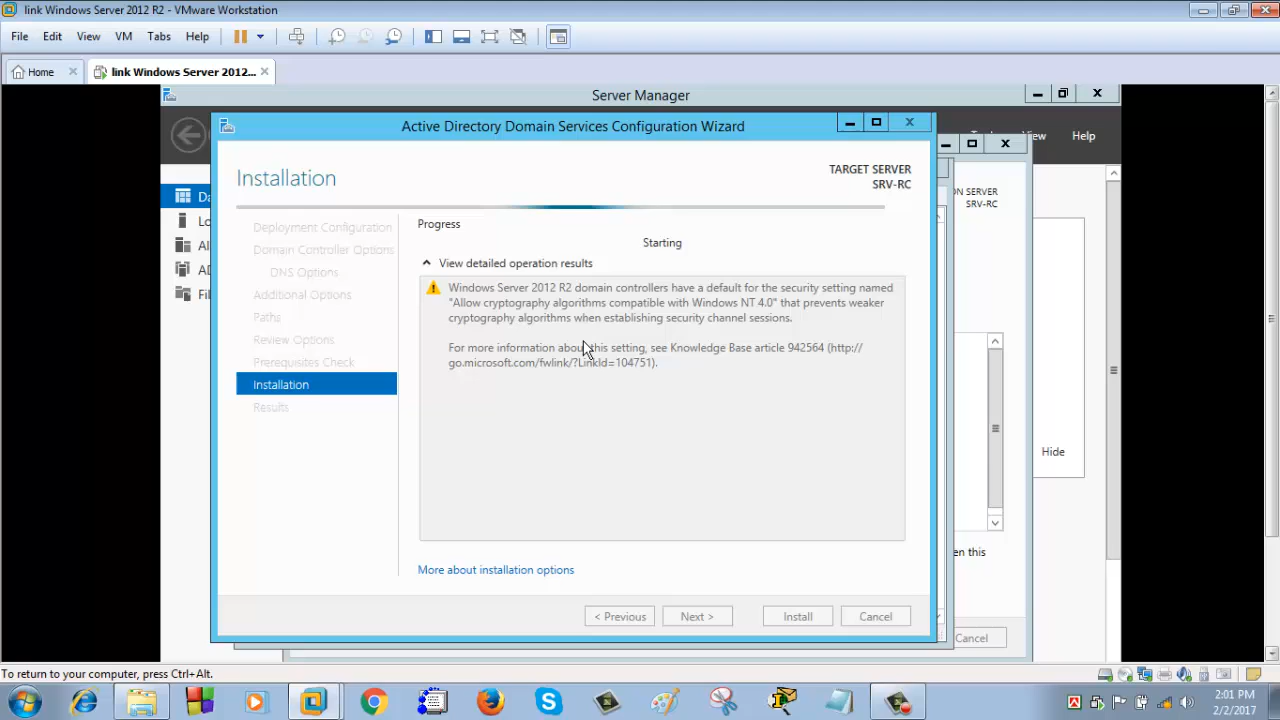 link Windows Server 2012 R2 - VMware Workstation
File Edit View VM Tabs Help
Home
link Windows Server 2012...
Server Manager
View Help
Active Directory Domain Services Configuration Wizard
Installation
TARGET SERVER
SRV-RC
SERVER
SRV-RC
Deployment Configuration
Domain Controller Options
DNS Options
Additional Options
Paths
Review Options
Prerequisites Check
Installation
Results
Progress
Starting
View detailed operation results
Windows Server 2012 R2 domain controllers have a default for the security setting named
"Allow cryptography algorithms compatible with Windows NT 4.0" that prevents weaker
cryptography algorithms when establishing security channel sessions.
For more information about this setting, see Knowledge Base article 942564 (http://
go.microsoft.com/fwlink/?LinkId=104751).
More about installation options
< Previous
Next >
Install
Cancel
Hide
en this
Cancel
To return to your computer, press Ctrl+Alt.
2:01 PM
2/2/2017